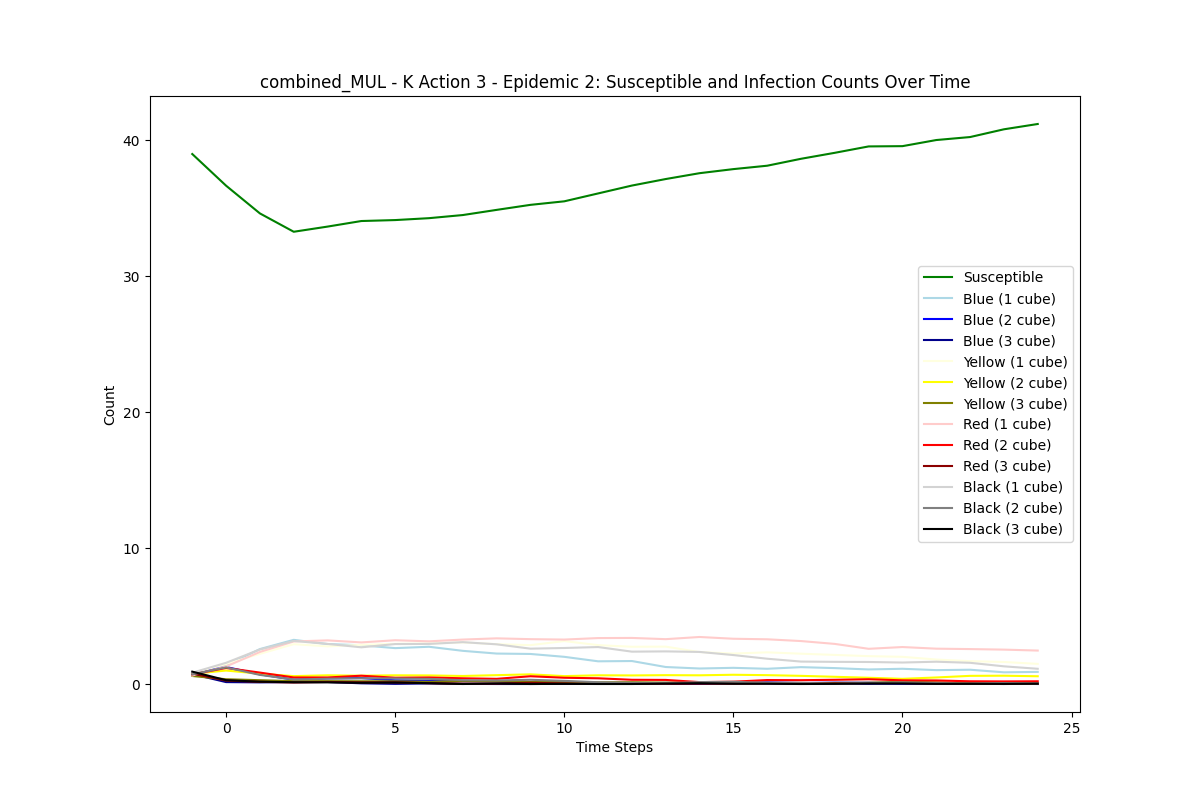 combined_MUL - K Action 3 - Epidemic 2: Susceptible and Infection Counts Over Time
40
30
20
10
0
Count
Susceptible
Blue (1 cube)
Blue (2 cube)
Blue (3 cube)
Yellow (1 cube)
Yellow (2 cube)
Yellow (3 cube)
Red (1 cube)
Red (2 cube)
Red (3 cube)
Black (1 cube)
Black (2 cube)
Black (3 cube)
0 5 10 15 20 25
Time Steps